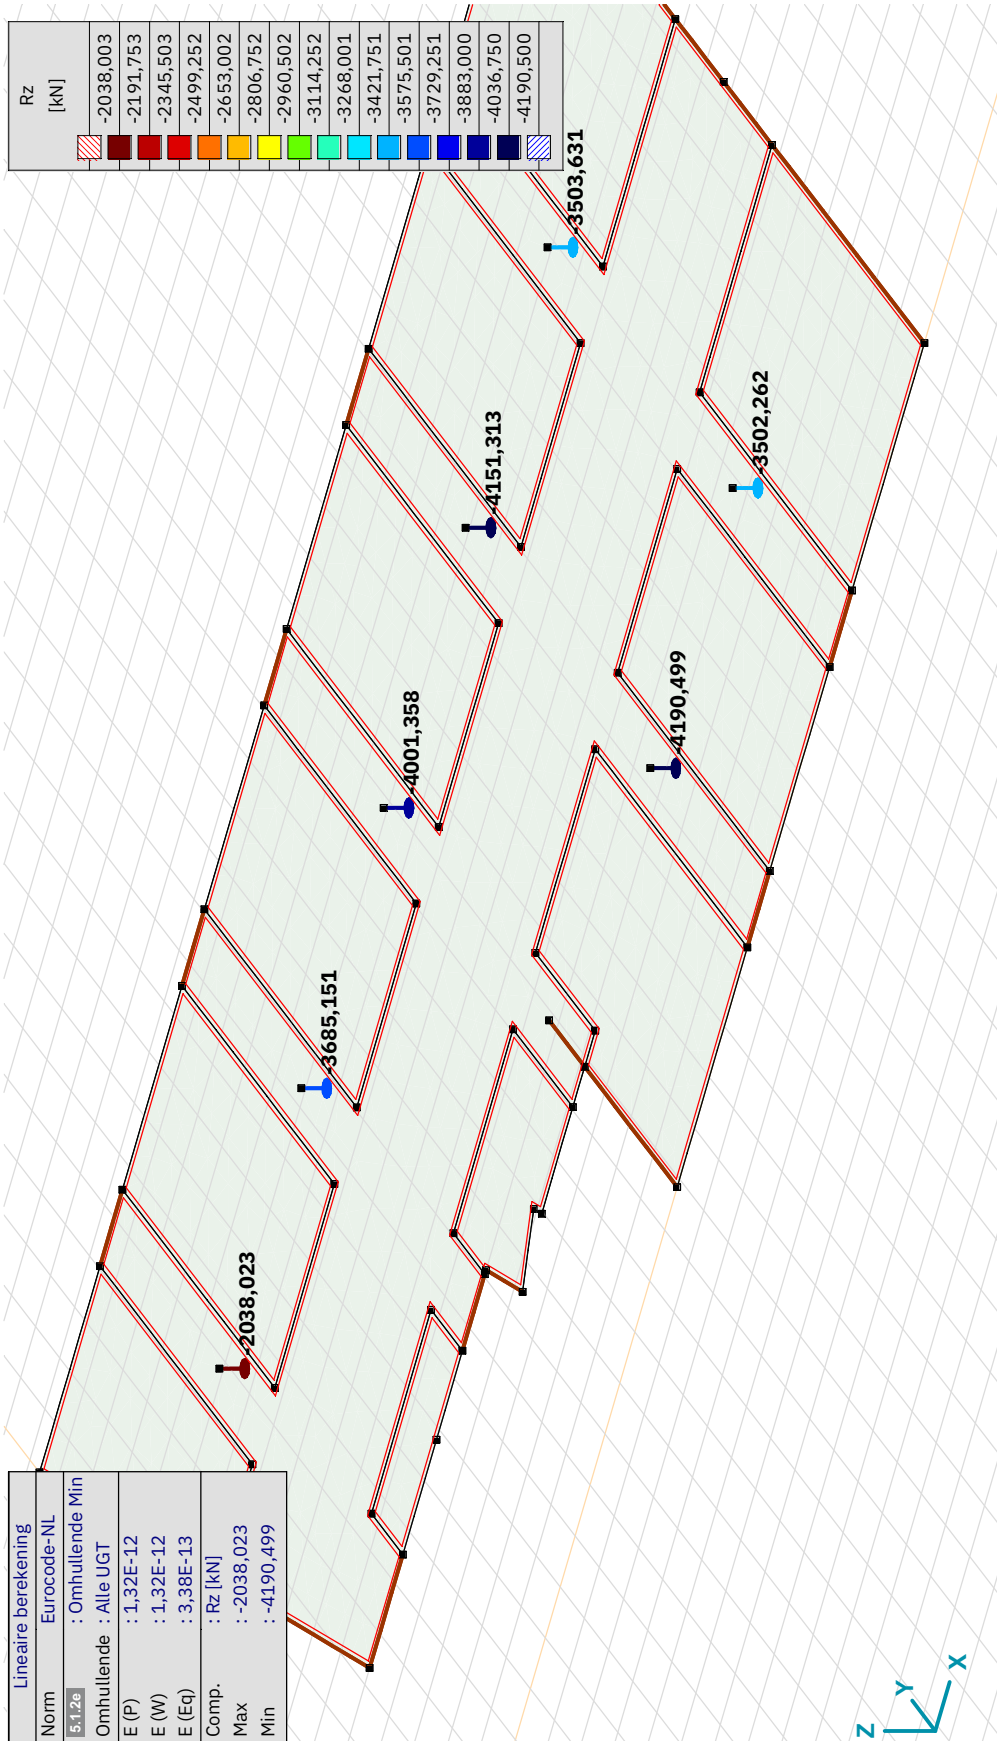 Lineaire berekening
Norm Eurocode-NL
5.1.2e : Omhullende Min
Omhullende : Alle UGT
E (P) : 1,32E-12
E (W) : 1,32E-12
E (Eq) : 3,38E-13
Comp. : Rz [kN]
Max : -2038,023
Min : -4190,499
Rz
[kN]
-2038,003
-2191,753
-2345,503
-2499,252
-2653,002
-2806,752
-2960,502
-3114,252
-3268,001
-3421,751
-3575,501
-3729,251
-3883,000
-4036,750
-4190,500
-2038,023
-3685,151
-4001,358
-4151,313
-3503,631
-4190,499
-3502,262
Z
Y
X